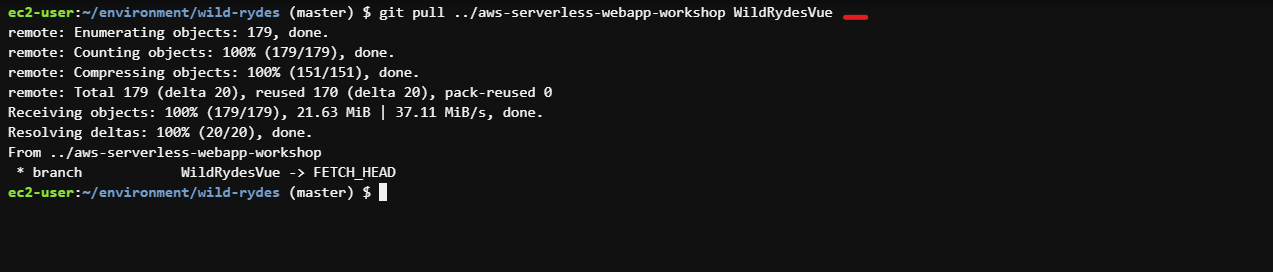 ec2-user:~/environment/wild-rydes (master) $ git pull ../aws-serverless-webapp-workshop WildRydesVue
remote: Enumerating objects: 179, done.
remote: Counting objects: 100% (179/179), done.
remote: Compressing objects: 100% (151/151), done.
remote: Total 179 (delta 20), reused 170 (delta 20), pack-reused 0
Receiving objects: 100% (179/179), 21.63 MiB | 37.11 MiB/s, done.
Resolving deltas: 100% (20/20), done.
From ../aws-serverless-webapp-workshop
 * branch            WildRydesVue -> FETCH_HEAD
ec2-user:~/environment/wild-rydes (master) $